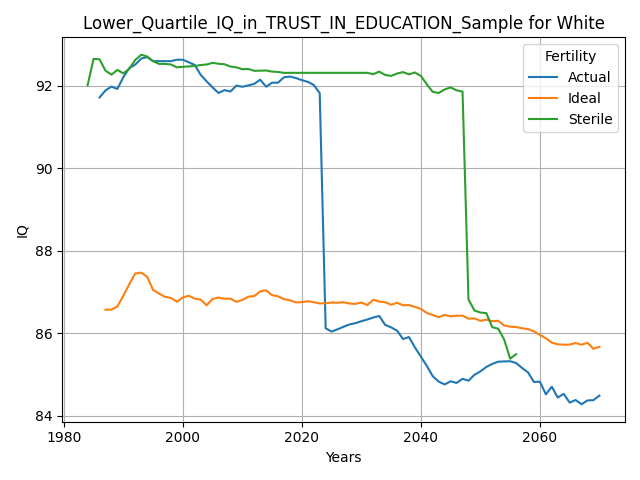 Lower_Quartile_IQ_in_TRUST_IN_EDUCATION_Sample for White
Fertility
Actual
Ideal
Sterile
IQ
92
90
88
86
84
1980
2000
2020
2040
2060
Years